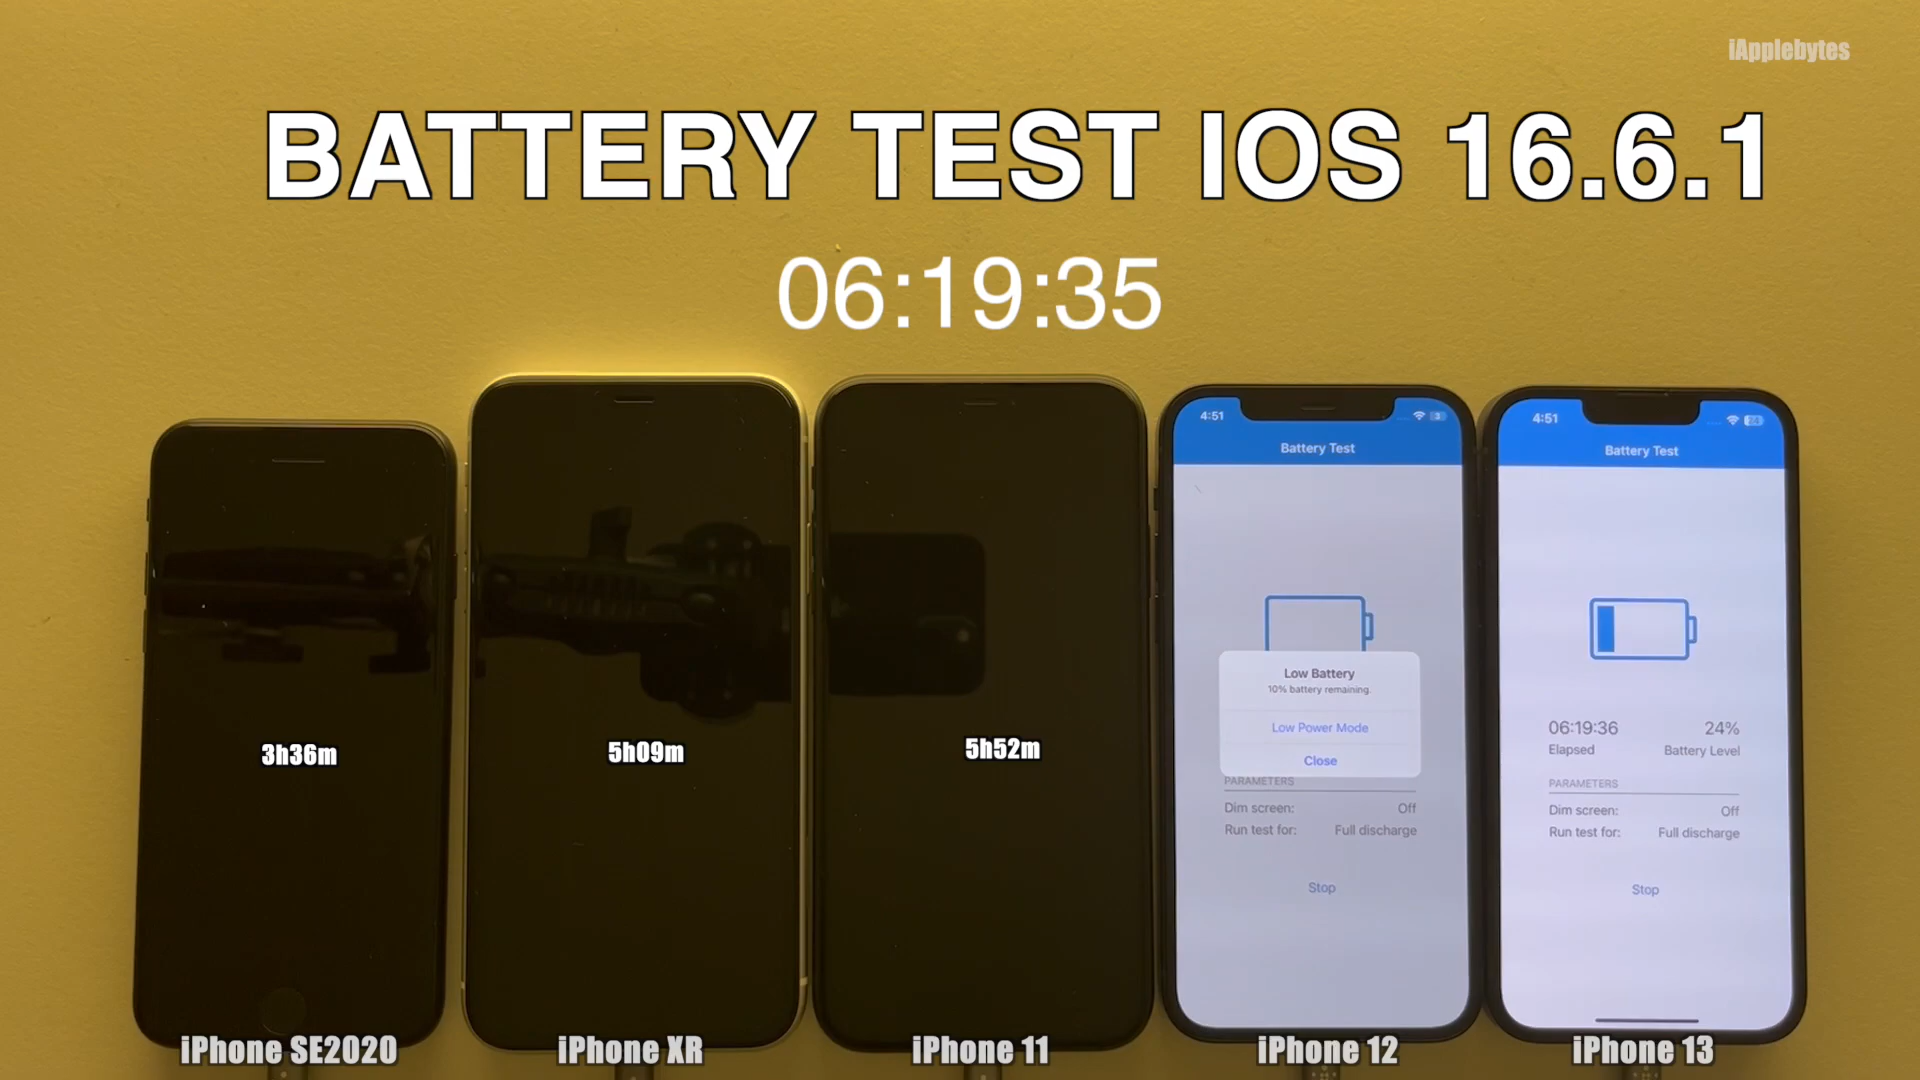 iApplebytes
BATTERY TEST IOS 16.6.1
06:19:35
3h36m
iPhone SE2020
5h09m
iPhone XR
5h52m
iPhone 11
4:51
3
Battery Test
Low Battery
10% battery remaining.
Low Power Mode
Close
PARAMETERS
Dim screen: Off
Run test for: Full discharge
Stop
iPhone 12
4:51
24
Battery Test
06:19:36 24%
Elapsed Battery Level
PARAMETERS
Dim screen: Off
Run test for: Full discharge
Stop
iPhone 13